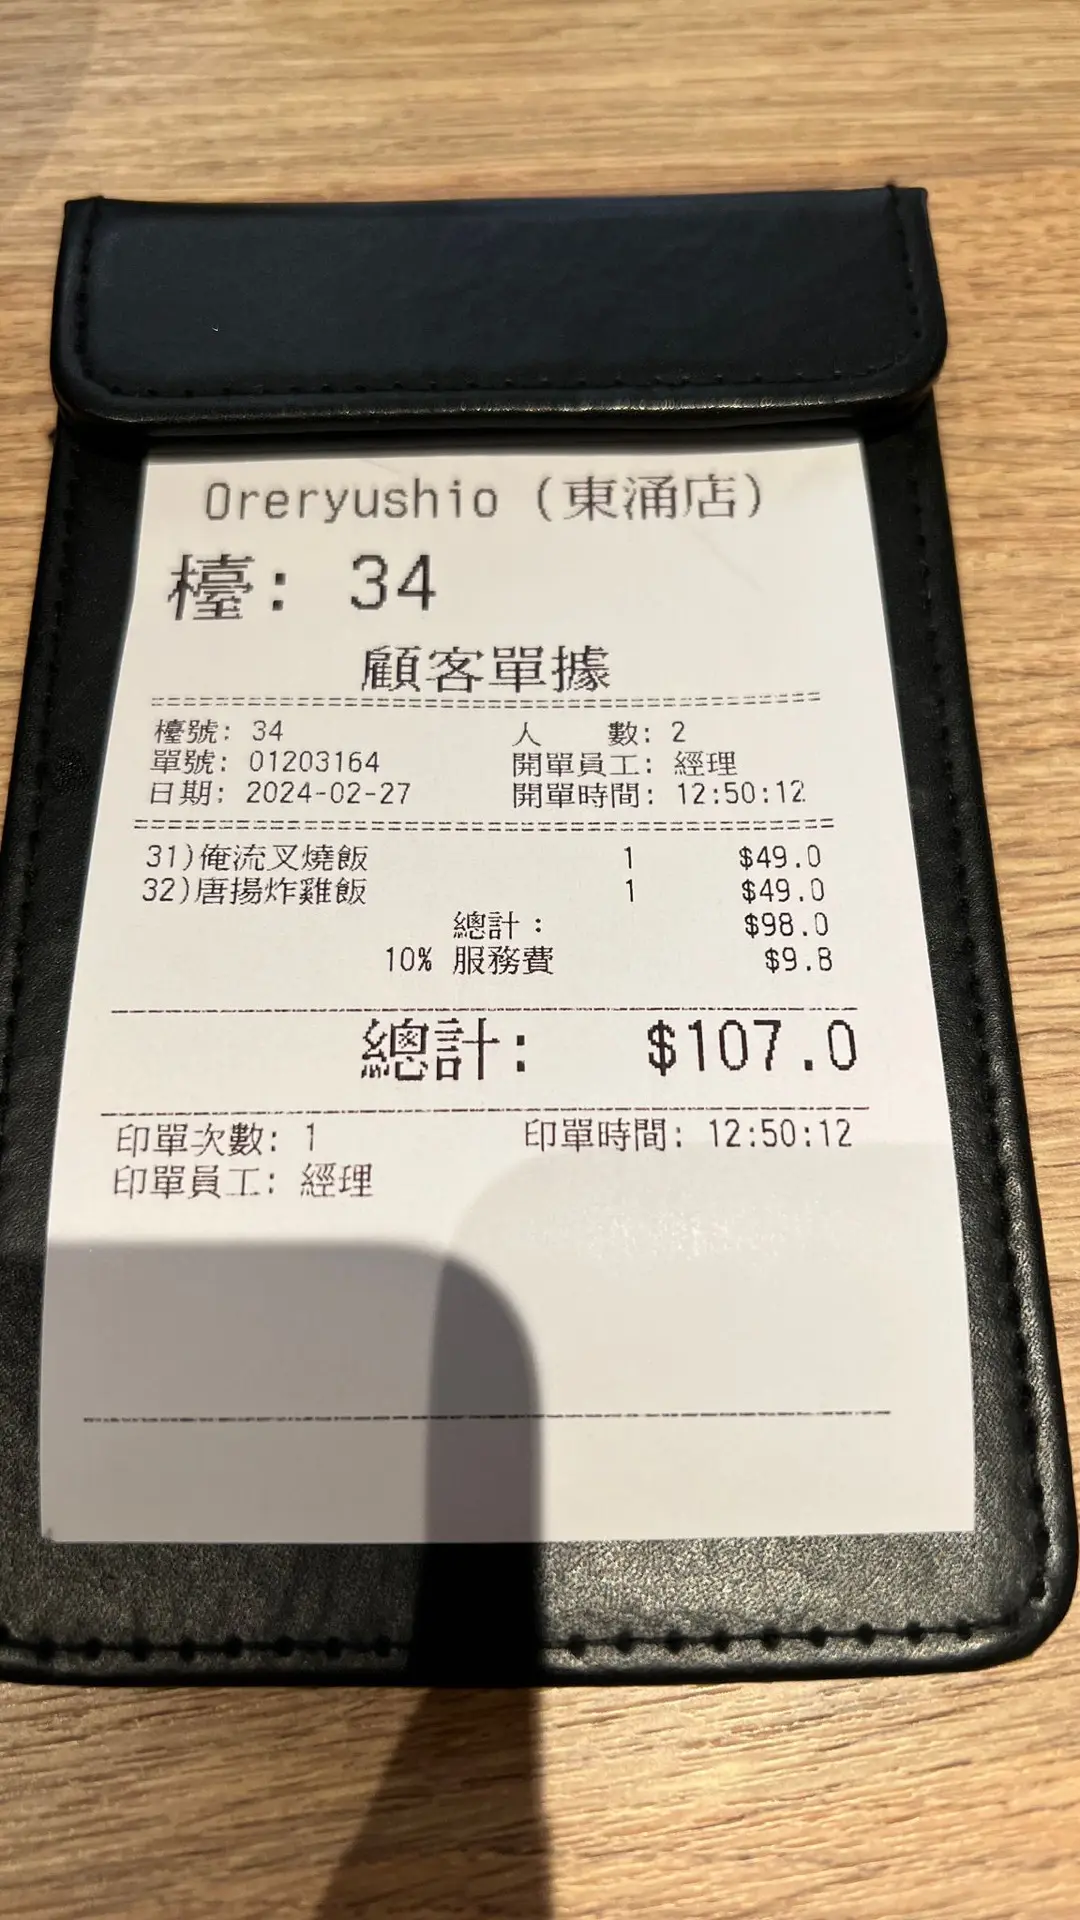 Oreryushio (東涌店)
檯: 34
顧客單據
檯號: 34 人 數: 2
單號: 01203164 開單員工: 經理
日期: 2024-02-27 開單時間: 12:50:12
31)俺流叉燒飯 1 $49.0
32)唐揚炸雞飯 1 $49.0
總計: $98.0
10% 服務費 $9.8
總計: $107.0
印單次數: 1 印單時間: 12:50:12
印單員工: 經理